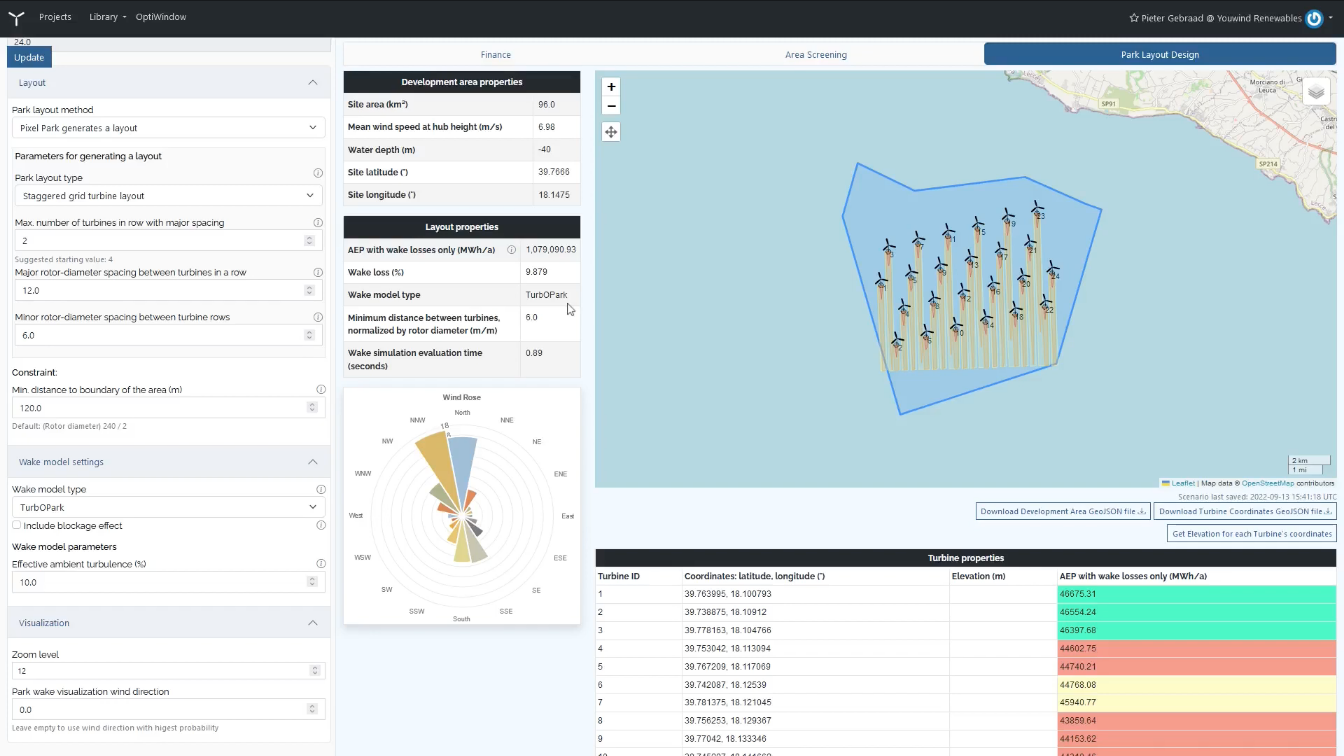 Projects Library OptiWindow
Pieter Gebraad @ Youwind Renewables
24.0
Update
Finance Area Screening Park Layout Design
Layout
Park layout method
Pixel Park generates a layout
Parameters for generating a layout
Park layout type
Staggered grid turbine layout
Max. number of turbines in row with major spacing
2
Suggested starting value: 4
Major rotor-diameter spacing between turbines in a row
12.0
Minor rotor-diameter spacing between turbine rows
6.0
Constraint:
Min. distance to boundary of the area (m)
120.0
Default: (Rotor diameter) 240 / 2
Wake model settings
Wake model type
TurbOPark
Include blockage effect
Wake model parameters
Effective ambient turbulence (%)
10.0
Visualization
Zoom level
12
Park wake visualization wind direction
0.0
Leave empty to use wind direction with higest probability
Development area properties
Site area (km²) 96.0
Mean wind speed at hub height (m/s) 6.98
Water depth (m) -40
Site latitude (°) 39.7666
Site longitude (°) 18.1475
Layout properties
AEP with wake losses only (MWh/a) 1,079,090.93
Wake loss (%) 9.879
Wake model type TurbOPark
Minimum distance between turbines, 6.0
normalized by rotor diameter (m/m)
Wake simulation evaluation time 0.89
(seconds)
Wind Rose
North
NNW NNE
18
NW NE
WNW ENE
West East
WSW ESE
SW SE
SSW SSE
South
+
−
SP91
Morciano di
Leuca
SP214
23
19
15
11
21
17
13
24
20
16
12
22
18
14
10
2 km
1 mi
Leaflet | Map data © OpenStreetMap contributors
Scenario last saved: 2022-09-13 15:41:18 UTC
Download Development Area GeoJSON file Download Turbine Coordinates GeoJSON file
Get Elevation for each Turbine's coordinates
Turbine properties
Turbine ID Coordinates: latitude, longitude (°) Elevation (m) AEP with wake losses only (MWh/a)
1 39.763995, 18.100793 46675.31
2 39.738875, 18.10912 46554.24
3 39.778163, 18.104766 46397.68
4 39.753042, 18.113094 44602.75
5 39.767209, 18.117069 44740.21
6 39.742087, 18.12539 44768.08
7 39.781375, 18.121045 45940.77
8 39.756253, 18.129367 43859.64
9 39.77042, 18.133346 44153.62